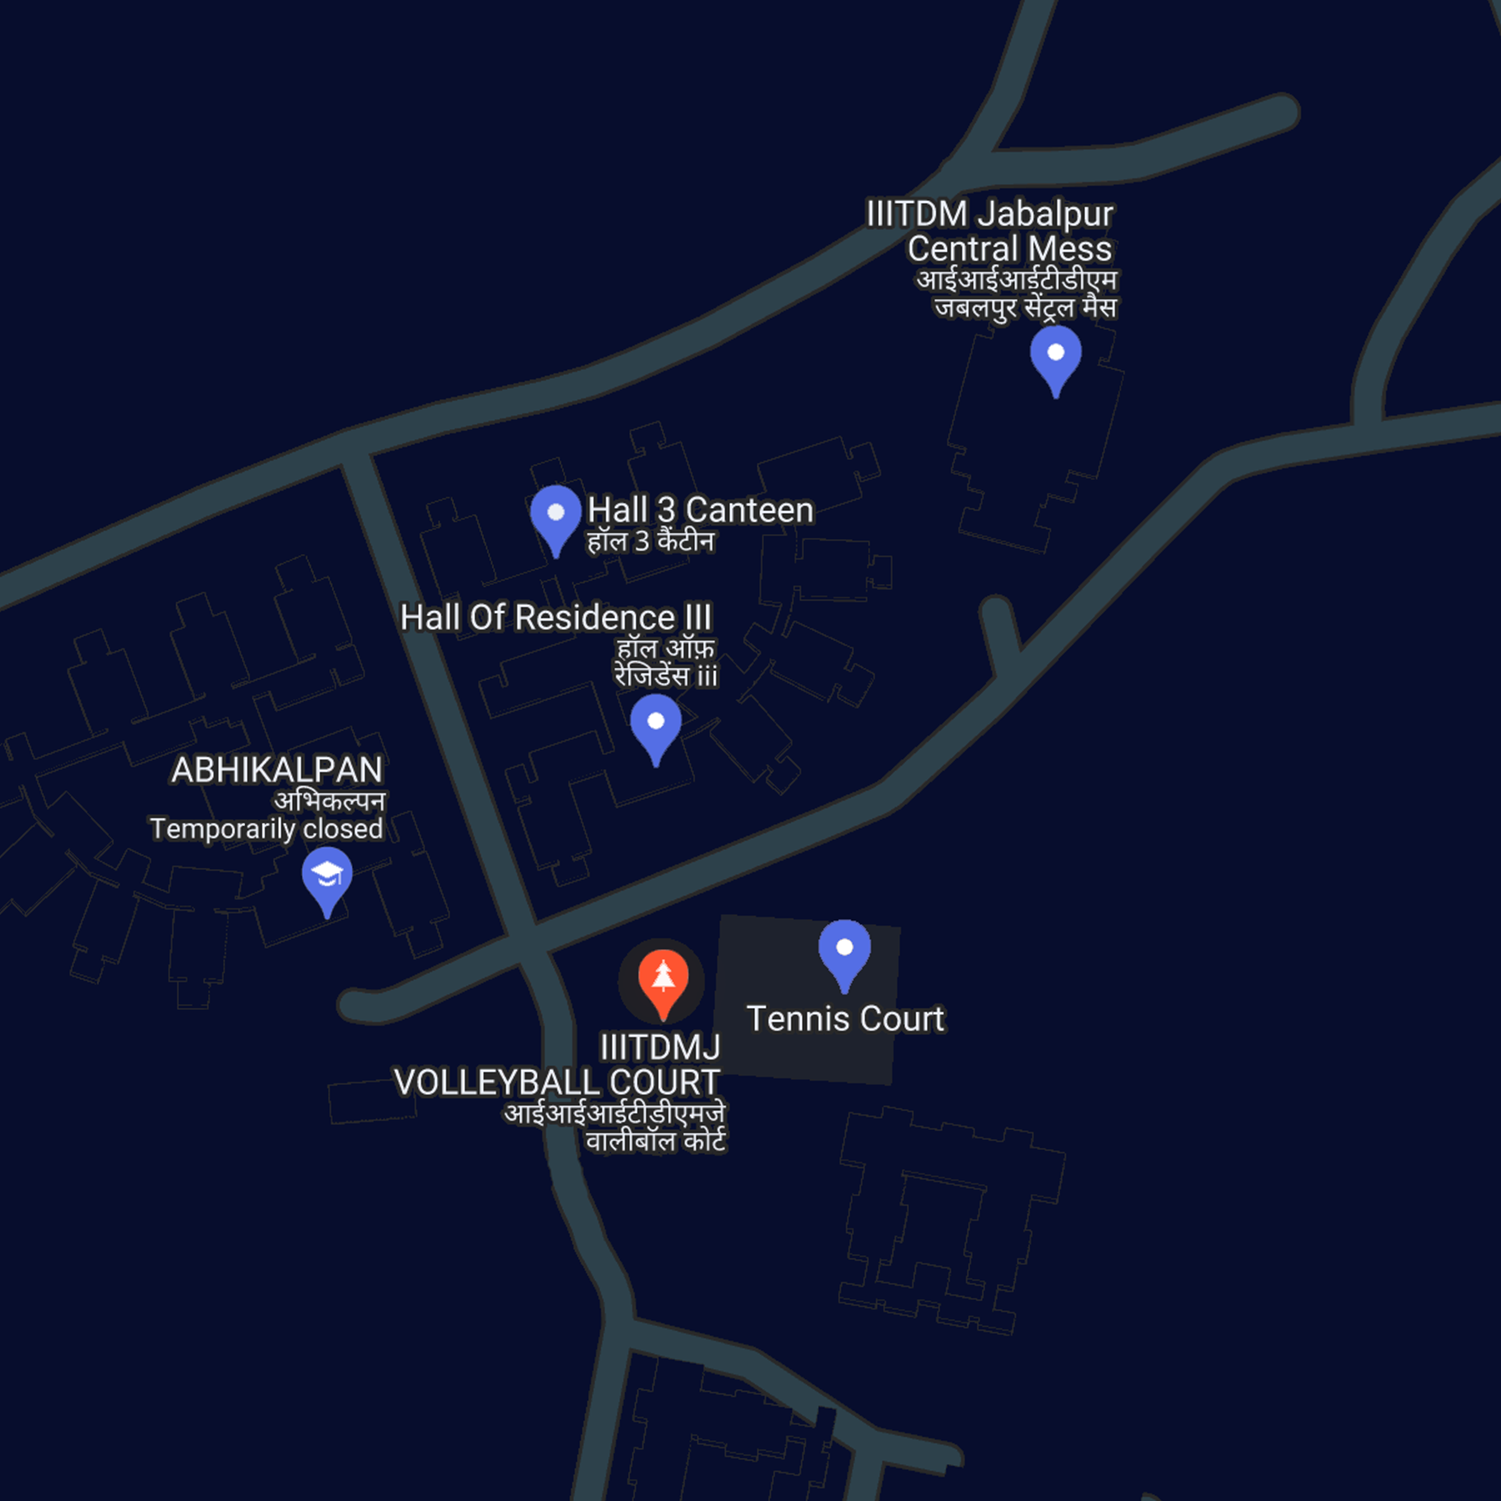 IIITDM Jabalpur
Central Mess
आईआईआईटीडीएम
जबलपुर सेंट्रल मैस
Hall 3 Canteen
हॉल 3 कैंटीन
Hall Of Residence III
हॉल ऑफ़
रेजिडेंस iii
ABHIKALPAN
अभिकल्पन
Temporarily closed
Tennis Court
IIITDMJ
VOLLEYBALL COURT
आईआईआईटीडीएमजे
वालीबॉल कोर्ट